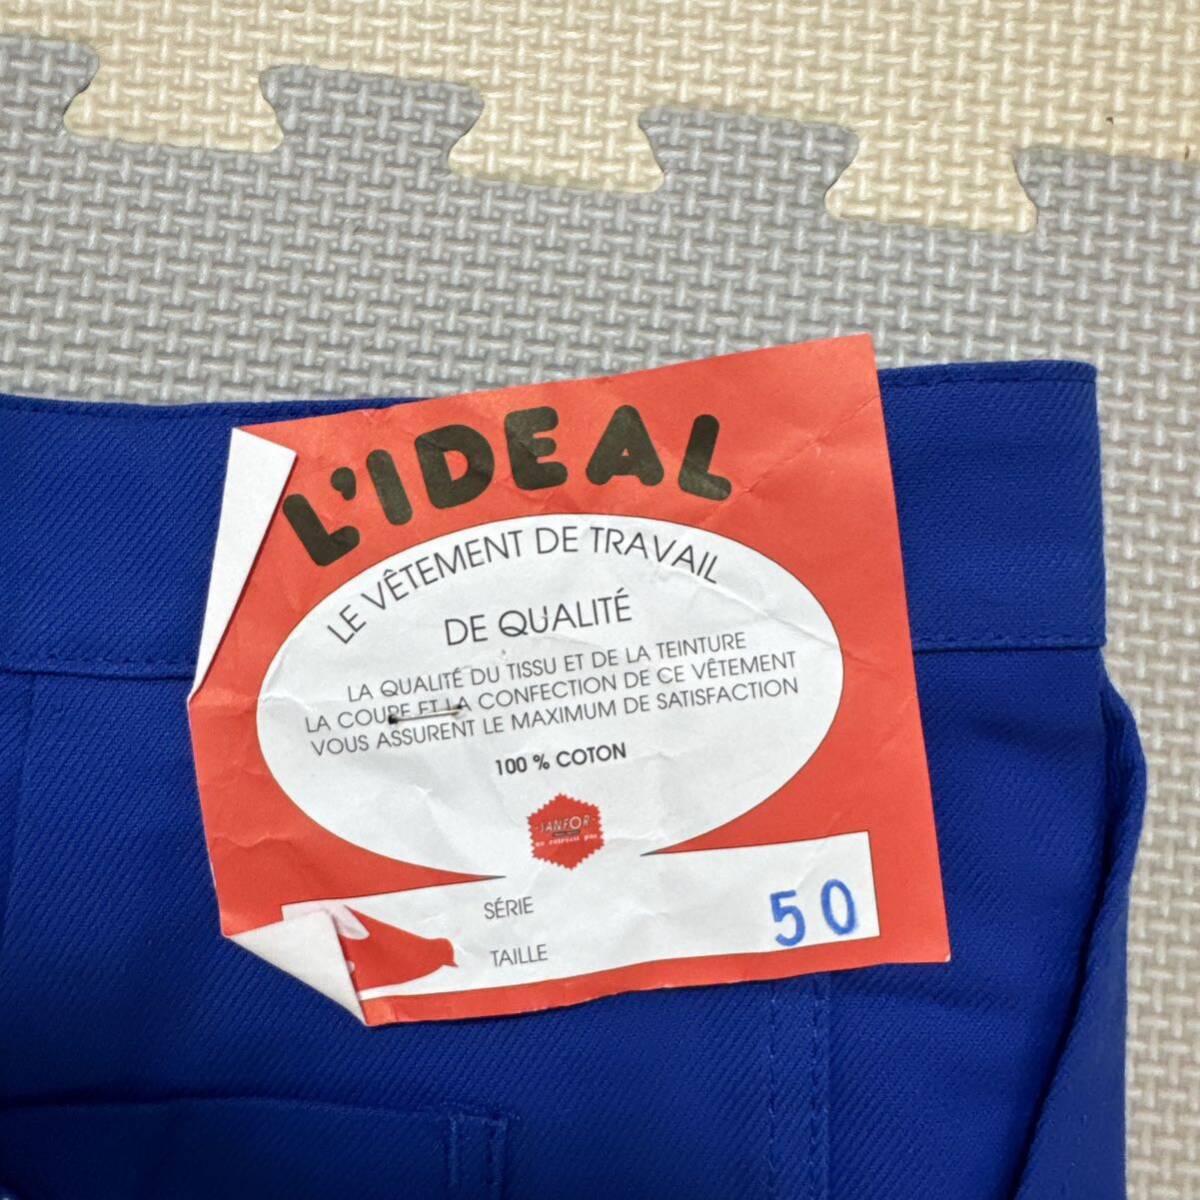 L'IDEAL
LE VÊTEMENT DE TRAVAIL
DE QUALITÉ
LA QUALITÉ DU TISSU ET DE LA TEINTURE
LA COUPE ET LA CONFECTION DE CE VÊTEMENT
VOUS ASSURENT LE MAXIMUM DE SATISFACTION
100 % COTON
SANFOR
SÉRIE
50
TAILLE